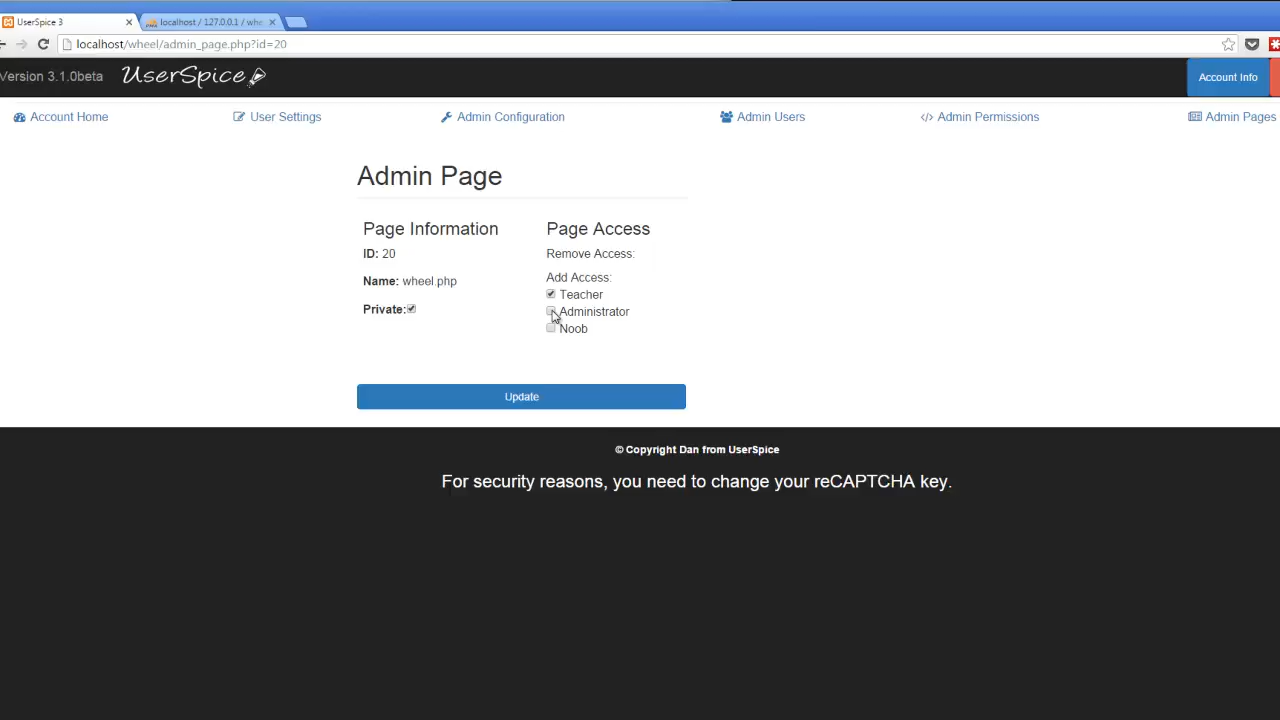 UserSpice 3
localhost / 127.0.0.1 / whe
localhost/wheel/admin_page.php?id=20
Version 3.1.0beta
UserSpice
Account Info
Account Home
User Settings
Admin Configuration
Admin Users
Admin Permissions
Admin Pages
Admin Page
Page Information
ID: 20
Name: wheel.php
Private:
Page Access
Remove Access:
Add Access:
Teacher
Administrator
Noob
Update
© Copyright Dan from UserSpice
For security reasons, you need to change your reCAPTCHA key.